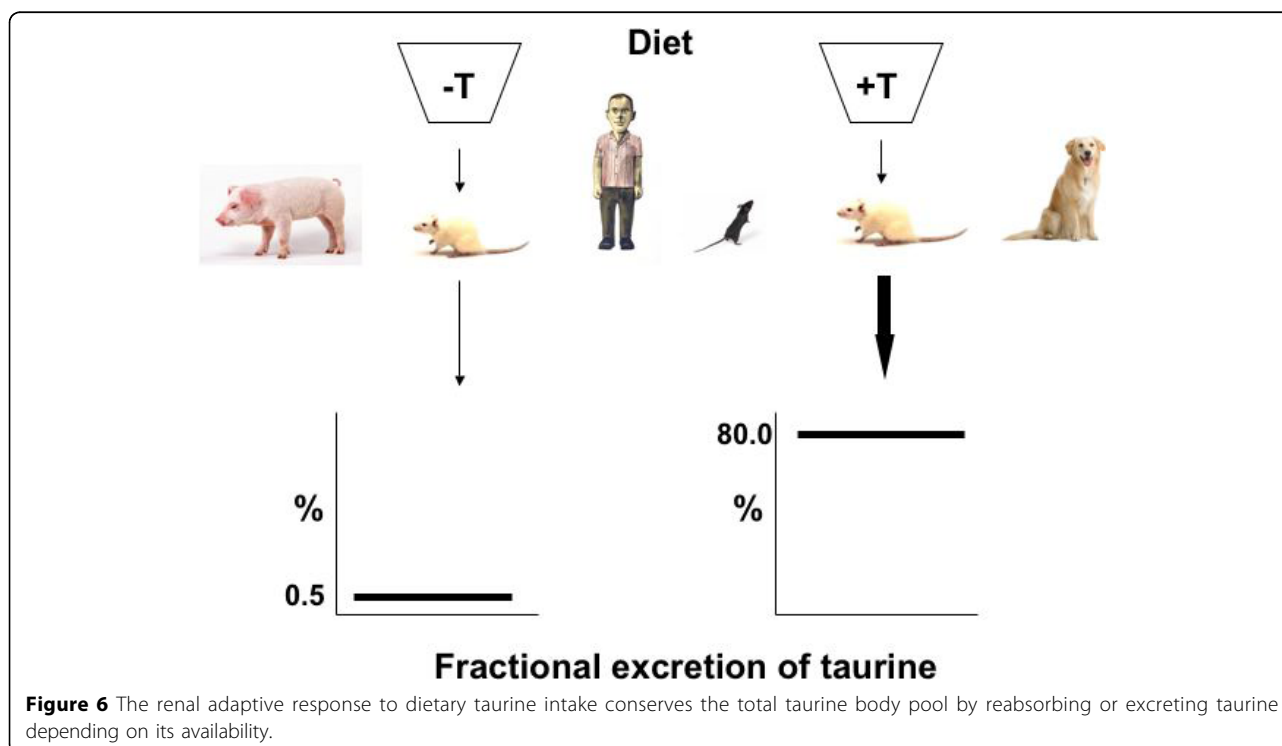 Diet
-T
+T
80.0
%
%
0.5
Fractional excretion of taurine
Figure 6 The renal adaptive response to dietary taurine intake conserves the total taurine body pool by reabsorbing or excreting taurine
depending on its availability.